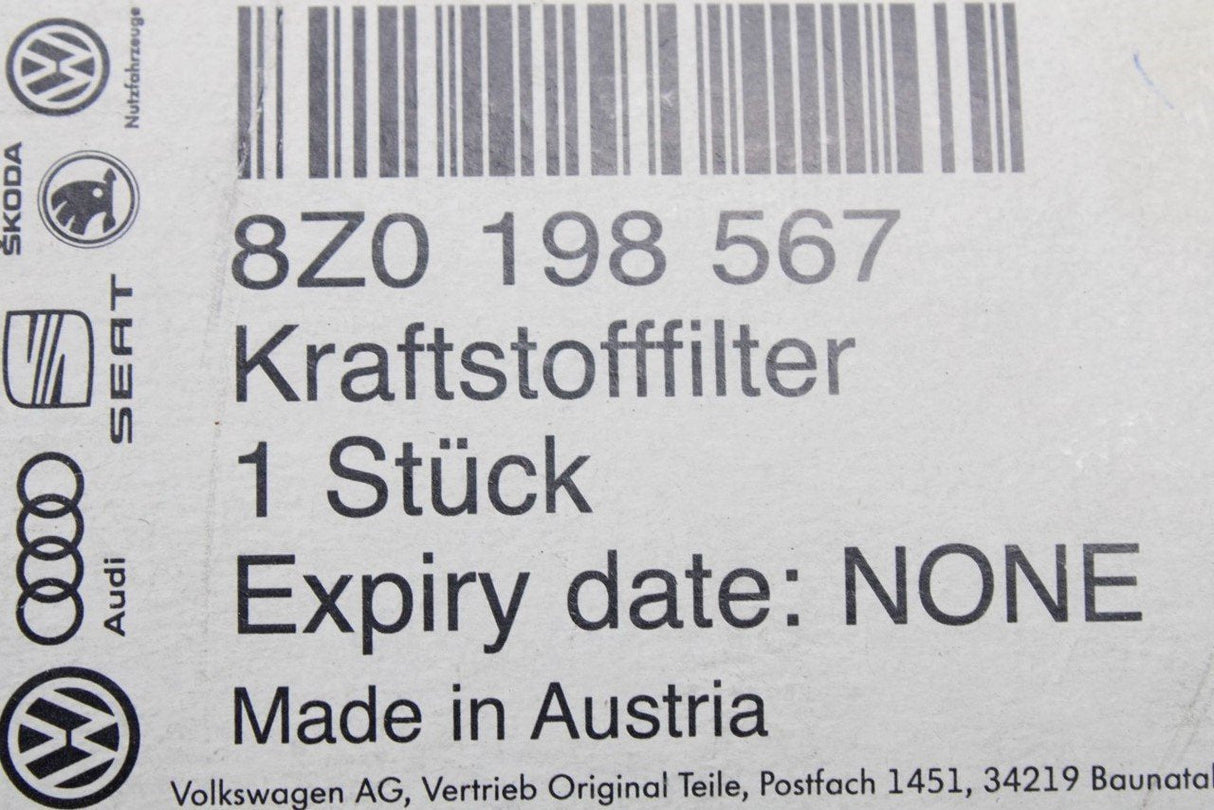 8Z0 198 567
Kraftstofffilter
1 Stück
Expiry date: NONE
Made in Austria
Volkswagen AG, Vertrieb Original Teile, Postfach 1451, 34219 Baunatal
Nutzfahrzeuge
ŠKODA
SEAT
Audi